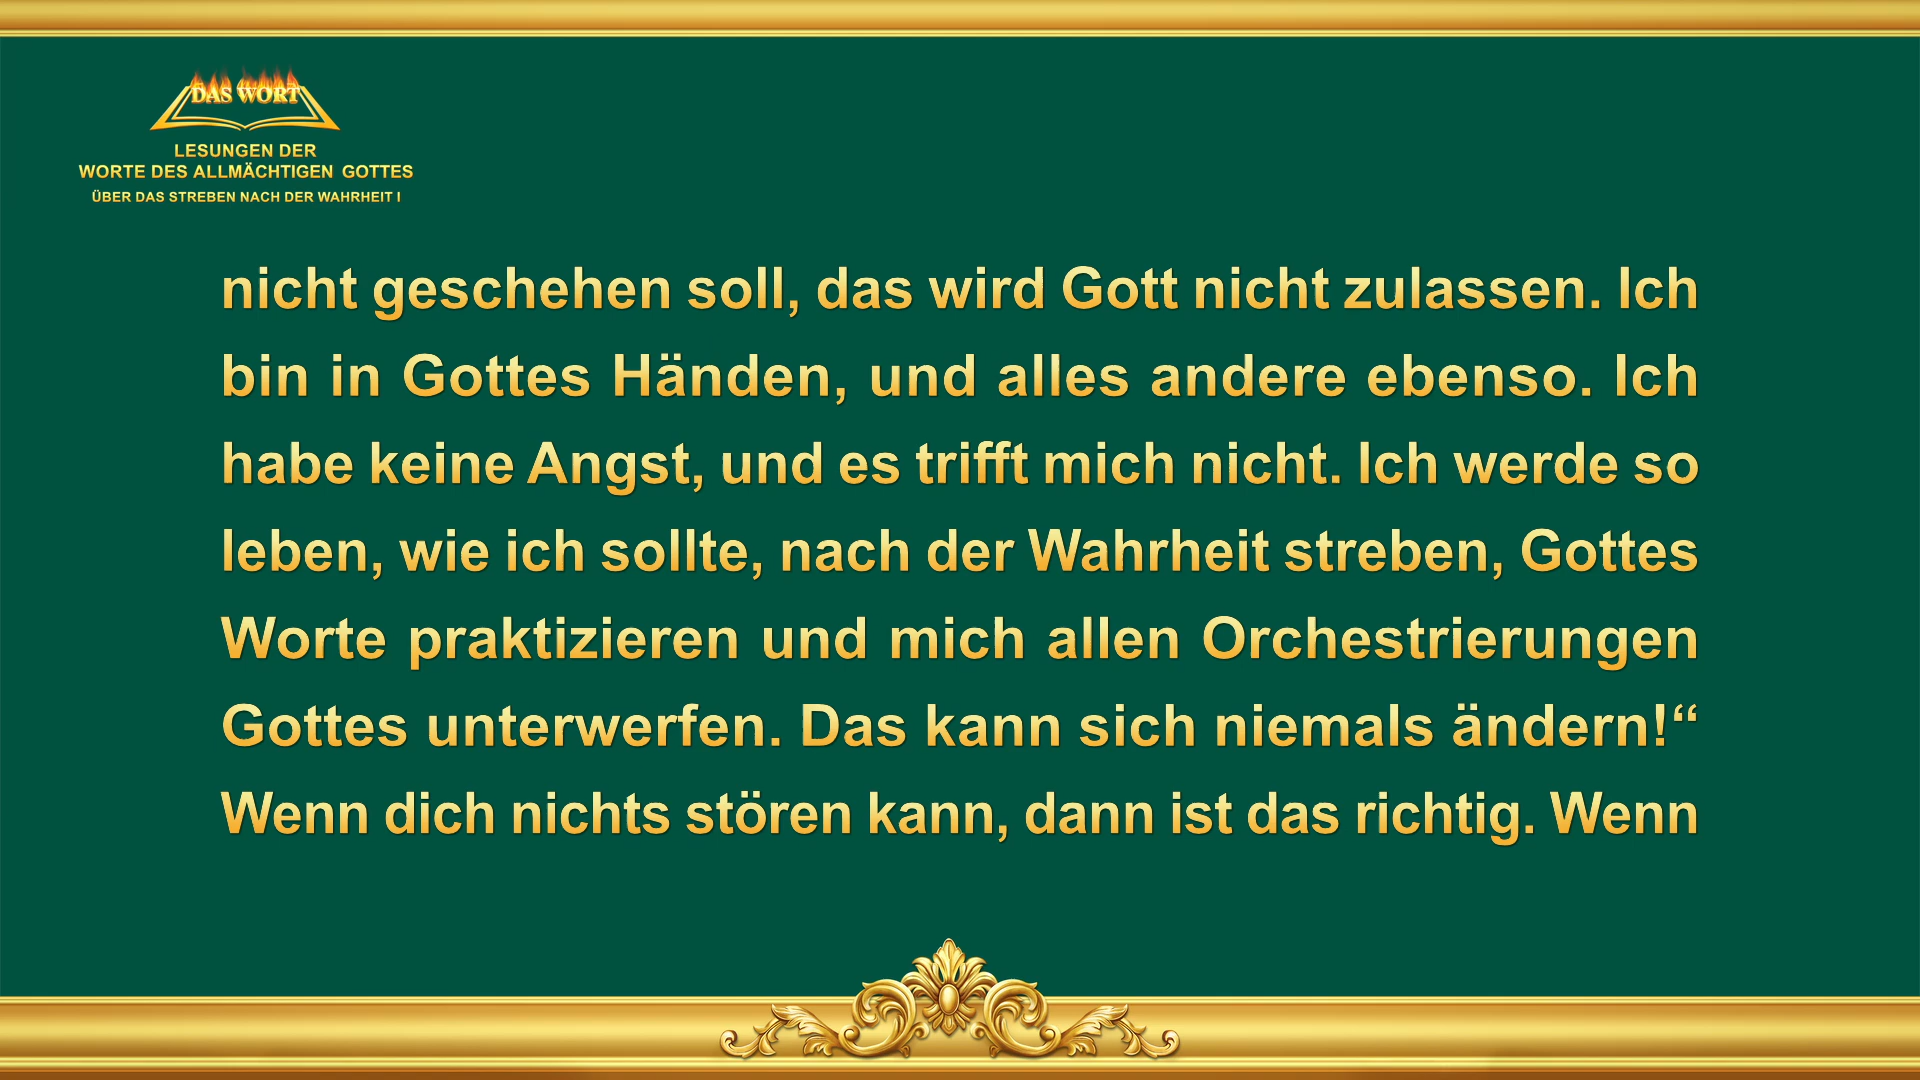 DAS WORT
LESUNGEN DER
WORTE DES ALLMÄCHTIGEN GOTTES
ÜBER DAS STREBEN NACH DER WAHRHEIT I
nicht geschehen soll, das wird Gott nicht zulassen. Ich
bin in Gottes Händen, und alles andere ebenso. Ich
habe keine Angst, und es trifft mich nicht. Ich werde so
leben, wie ich sollte, nach der Wahrheit streben, Gottes
Worte praktizieren und mich allen Orchestrierungen
Gottes unterwerfen. Das kann sich niemals ändern!“
Wenn dich nichts stören kann, dann ist das richtig. Wenn